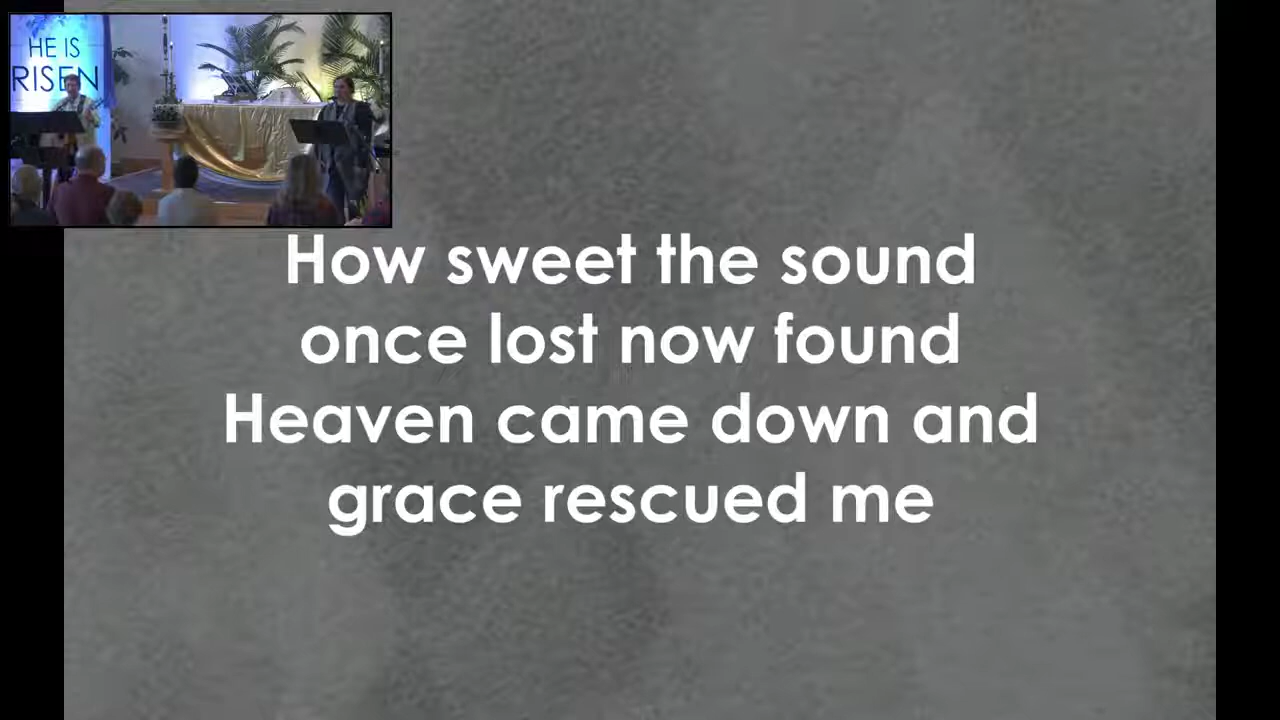 HE IS
RISEN
How sweet the sound
once lost now found
Heaven came down and
grace rescued me